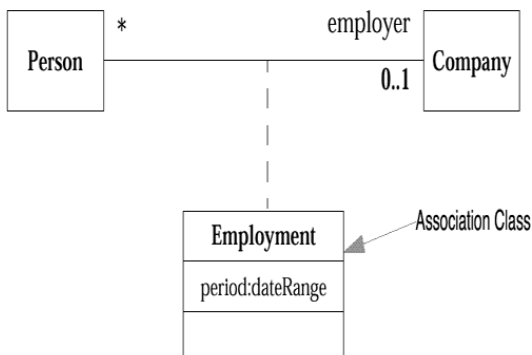 * employer
Person Company
0..1
Employment
Association Class
period:dateRange